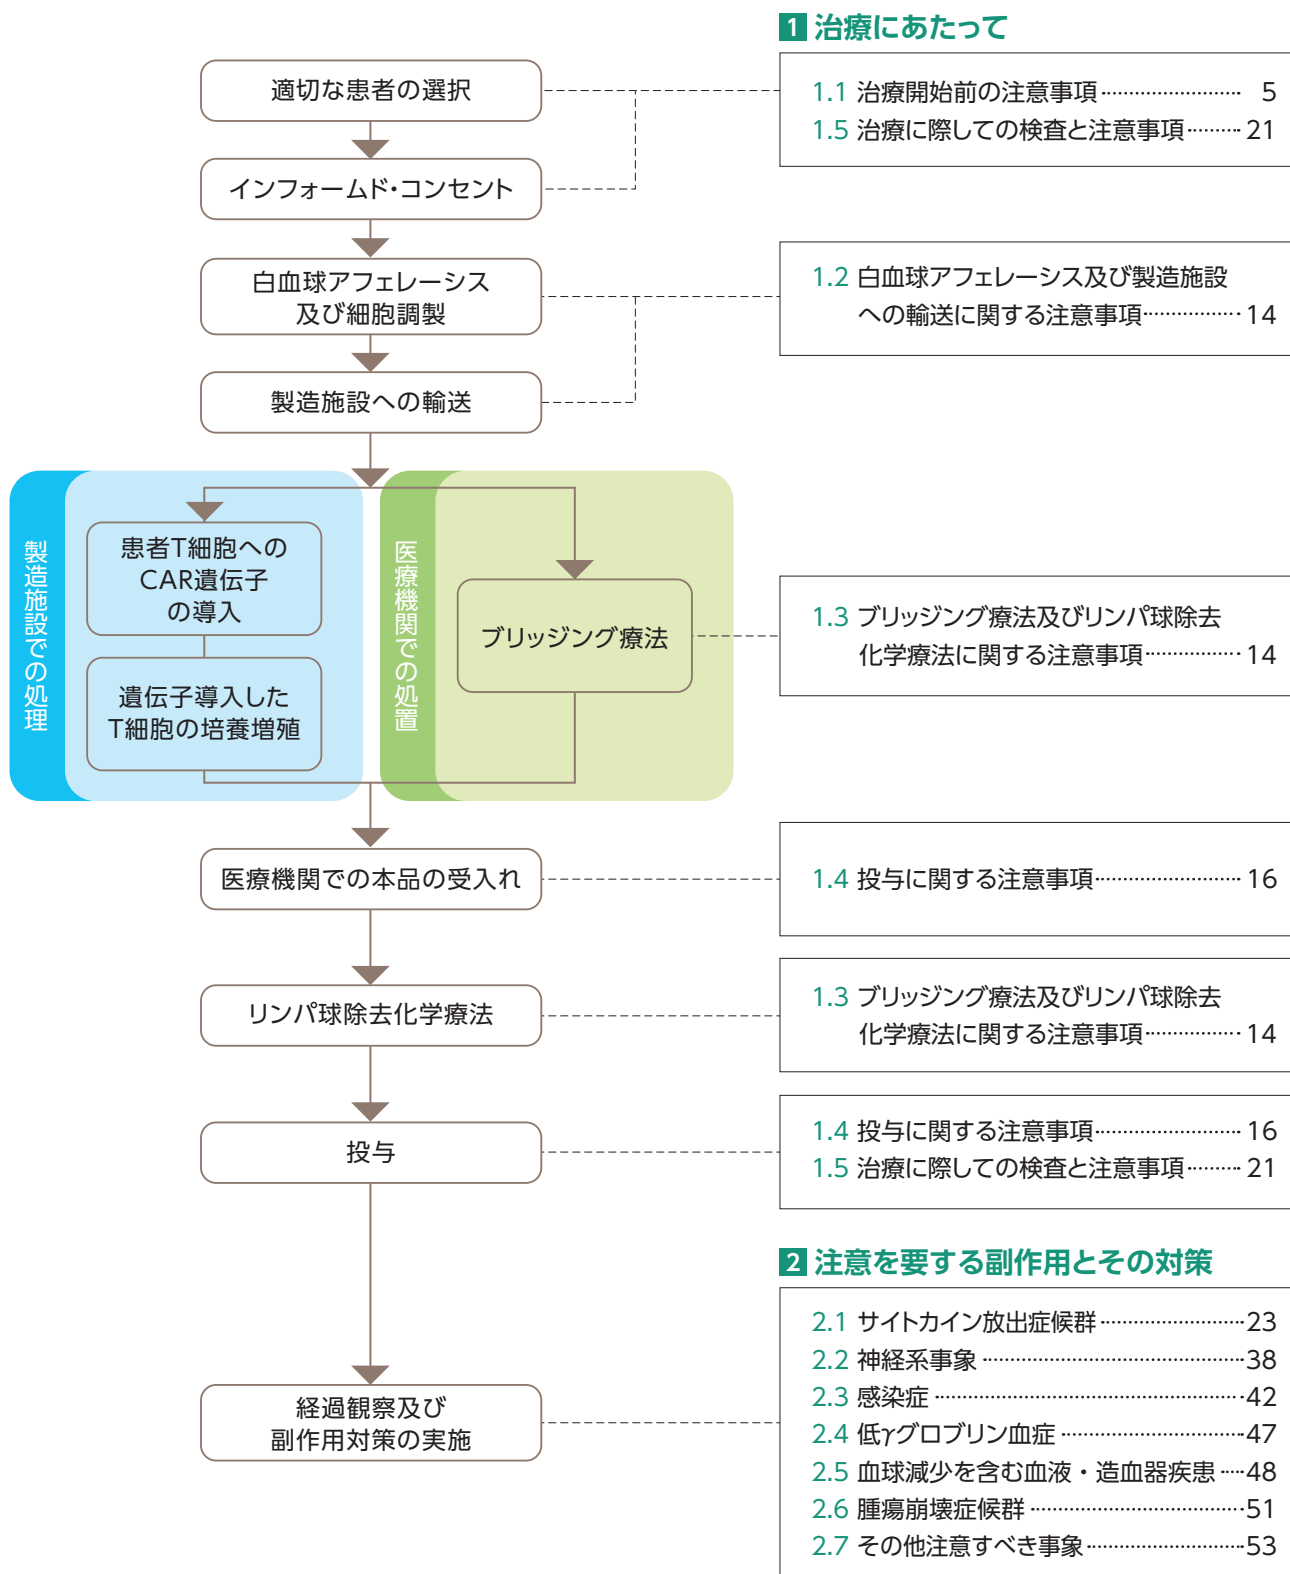 1 治療にあたって
適切な患者の選択
1.1 治療開始前の注意事項 5
1.5 治療に際しての検査と注意事項 21
インフォームド・コンセント
白血球アフェレーシス
及び細胞調製
1.2 白血球アフェレーシス及び製造施設
への輸送に関する注意事項 14
製造施設への輸送
製造施設での処理
患者T細胞への
CAR遺伝子
の導入
遺伝子導入した
T細胞の培養増殖
医療機関での処置
ブリッジング療法
1.3 ブリッジング療法及びリンパ球除去
化学療法に関する注意事項 14
医療機関での本品の受入れ
1.4 投与に関する注意事項 16
リンパ球除去化学療法
1.3 ブリッジング療法及びリンパ球除去
化学療法に関する注意事項 14
投与
1.4 投与に関する注意事項 16
1.5 治療に際しての検査と注意事項 21
2 注意を要する副作用とその対策
経過観察及び
副作用対策の実施
2.1 サイトカイン放出症候群 23
2.2 神経系事象 38
2.3 感染症 42
2.4 低γグロブリン血症 47
2.5 血球減少を含む血液・造血器疾患 48
2.6 腫瘍崩壊症候群 51
2.7 その他注意すべき事象 53